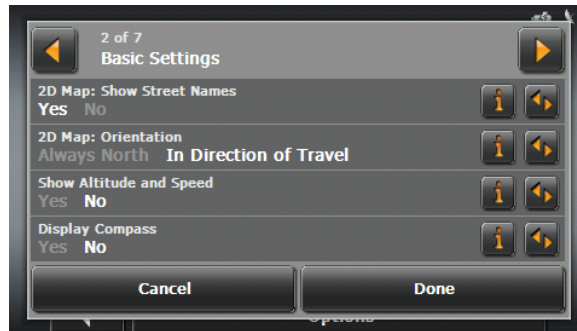 2 of 7
Basic Settings
2D Map: Show Street Names
Yes No
2D Map: Orientation
Always North In Direction of Travel
Show Altitude and Speed
Yes No
Display Compass
Yes No
Cancel Done
Options